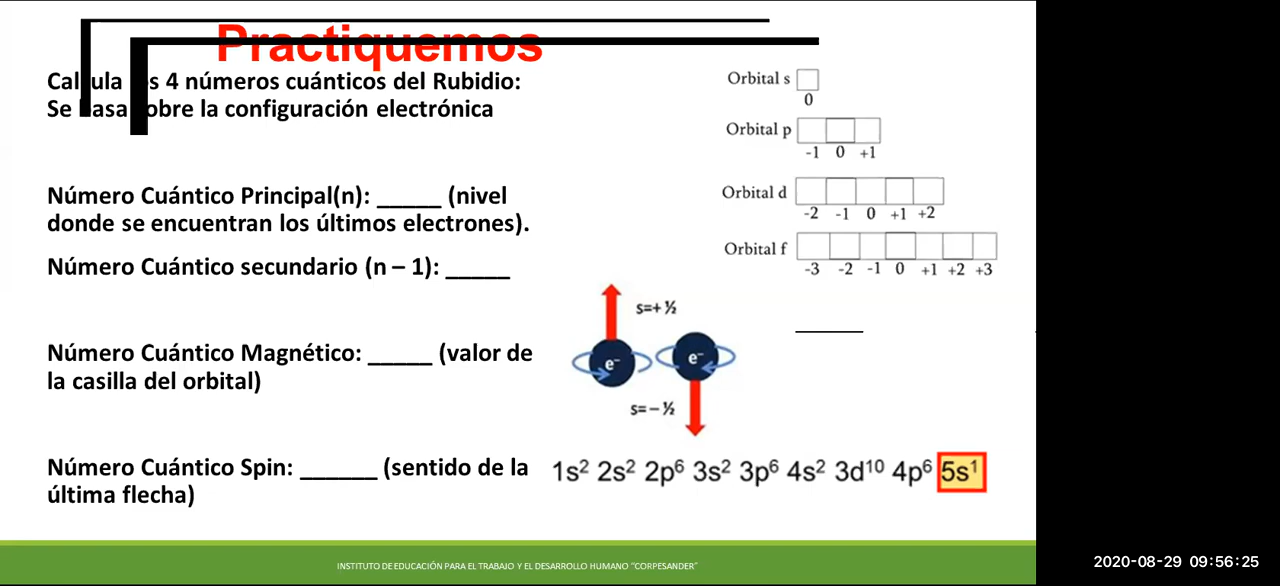 Practiquemos
Calcula los 4 números cuánticos del Rubidio:
Se basa sobre la configuración electrónica
Número Cuántico Principal(n): _____ (nivel
donde se encuentran los últimos electrones).
Número Cuántico secundario (n – 1): _____
Número Cuántico Magnético: _____ (valor de
la casilla del orbital)
Número Cuántico Spin: ______ (sentido de la
última flecha)
Orbital s
0
Orbital p
-1 0 +1
Orbital d
-2 -1 0 +1 +2
Orbital f
-3 -2 -1 0 +1 +2 +3
s=+ ½
e⁻ e⁻
s=– ½
1s² 2s² 2p⁶ 3s² 3p⁶ 4s² 3d¹⁰ 4p⁶ 5s¹
INSTITUTO DE EDUCACIÓN PARA EL TRABAJO Y EL DESARROLLO HUMANO "CORPESANDER"
2020-08-29 09:56:25